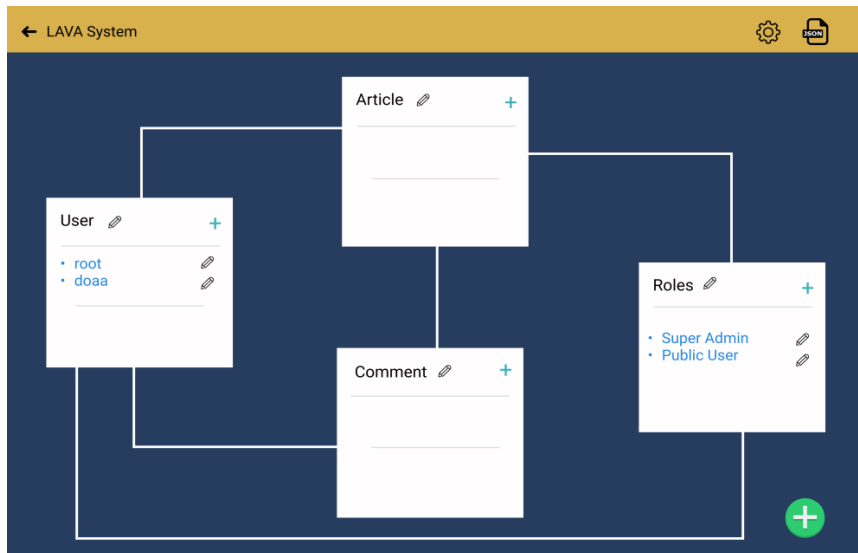 LAVA System
JSON
Article
User
root
doaa
Roles
Super Admin
Public User
Comment